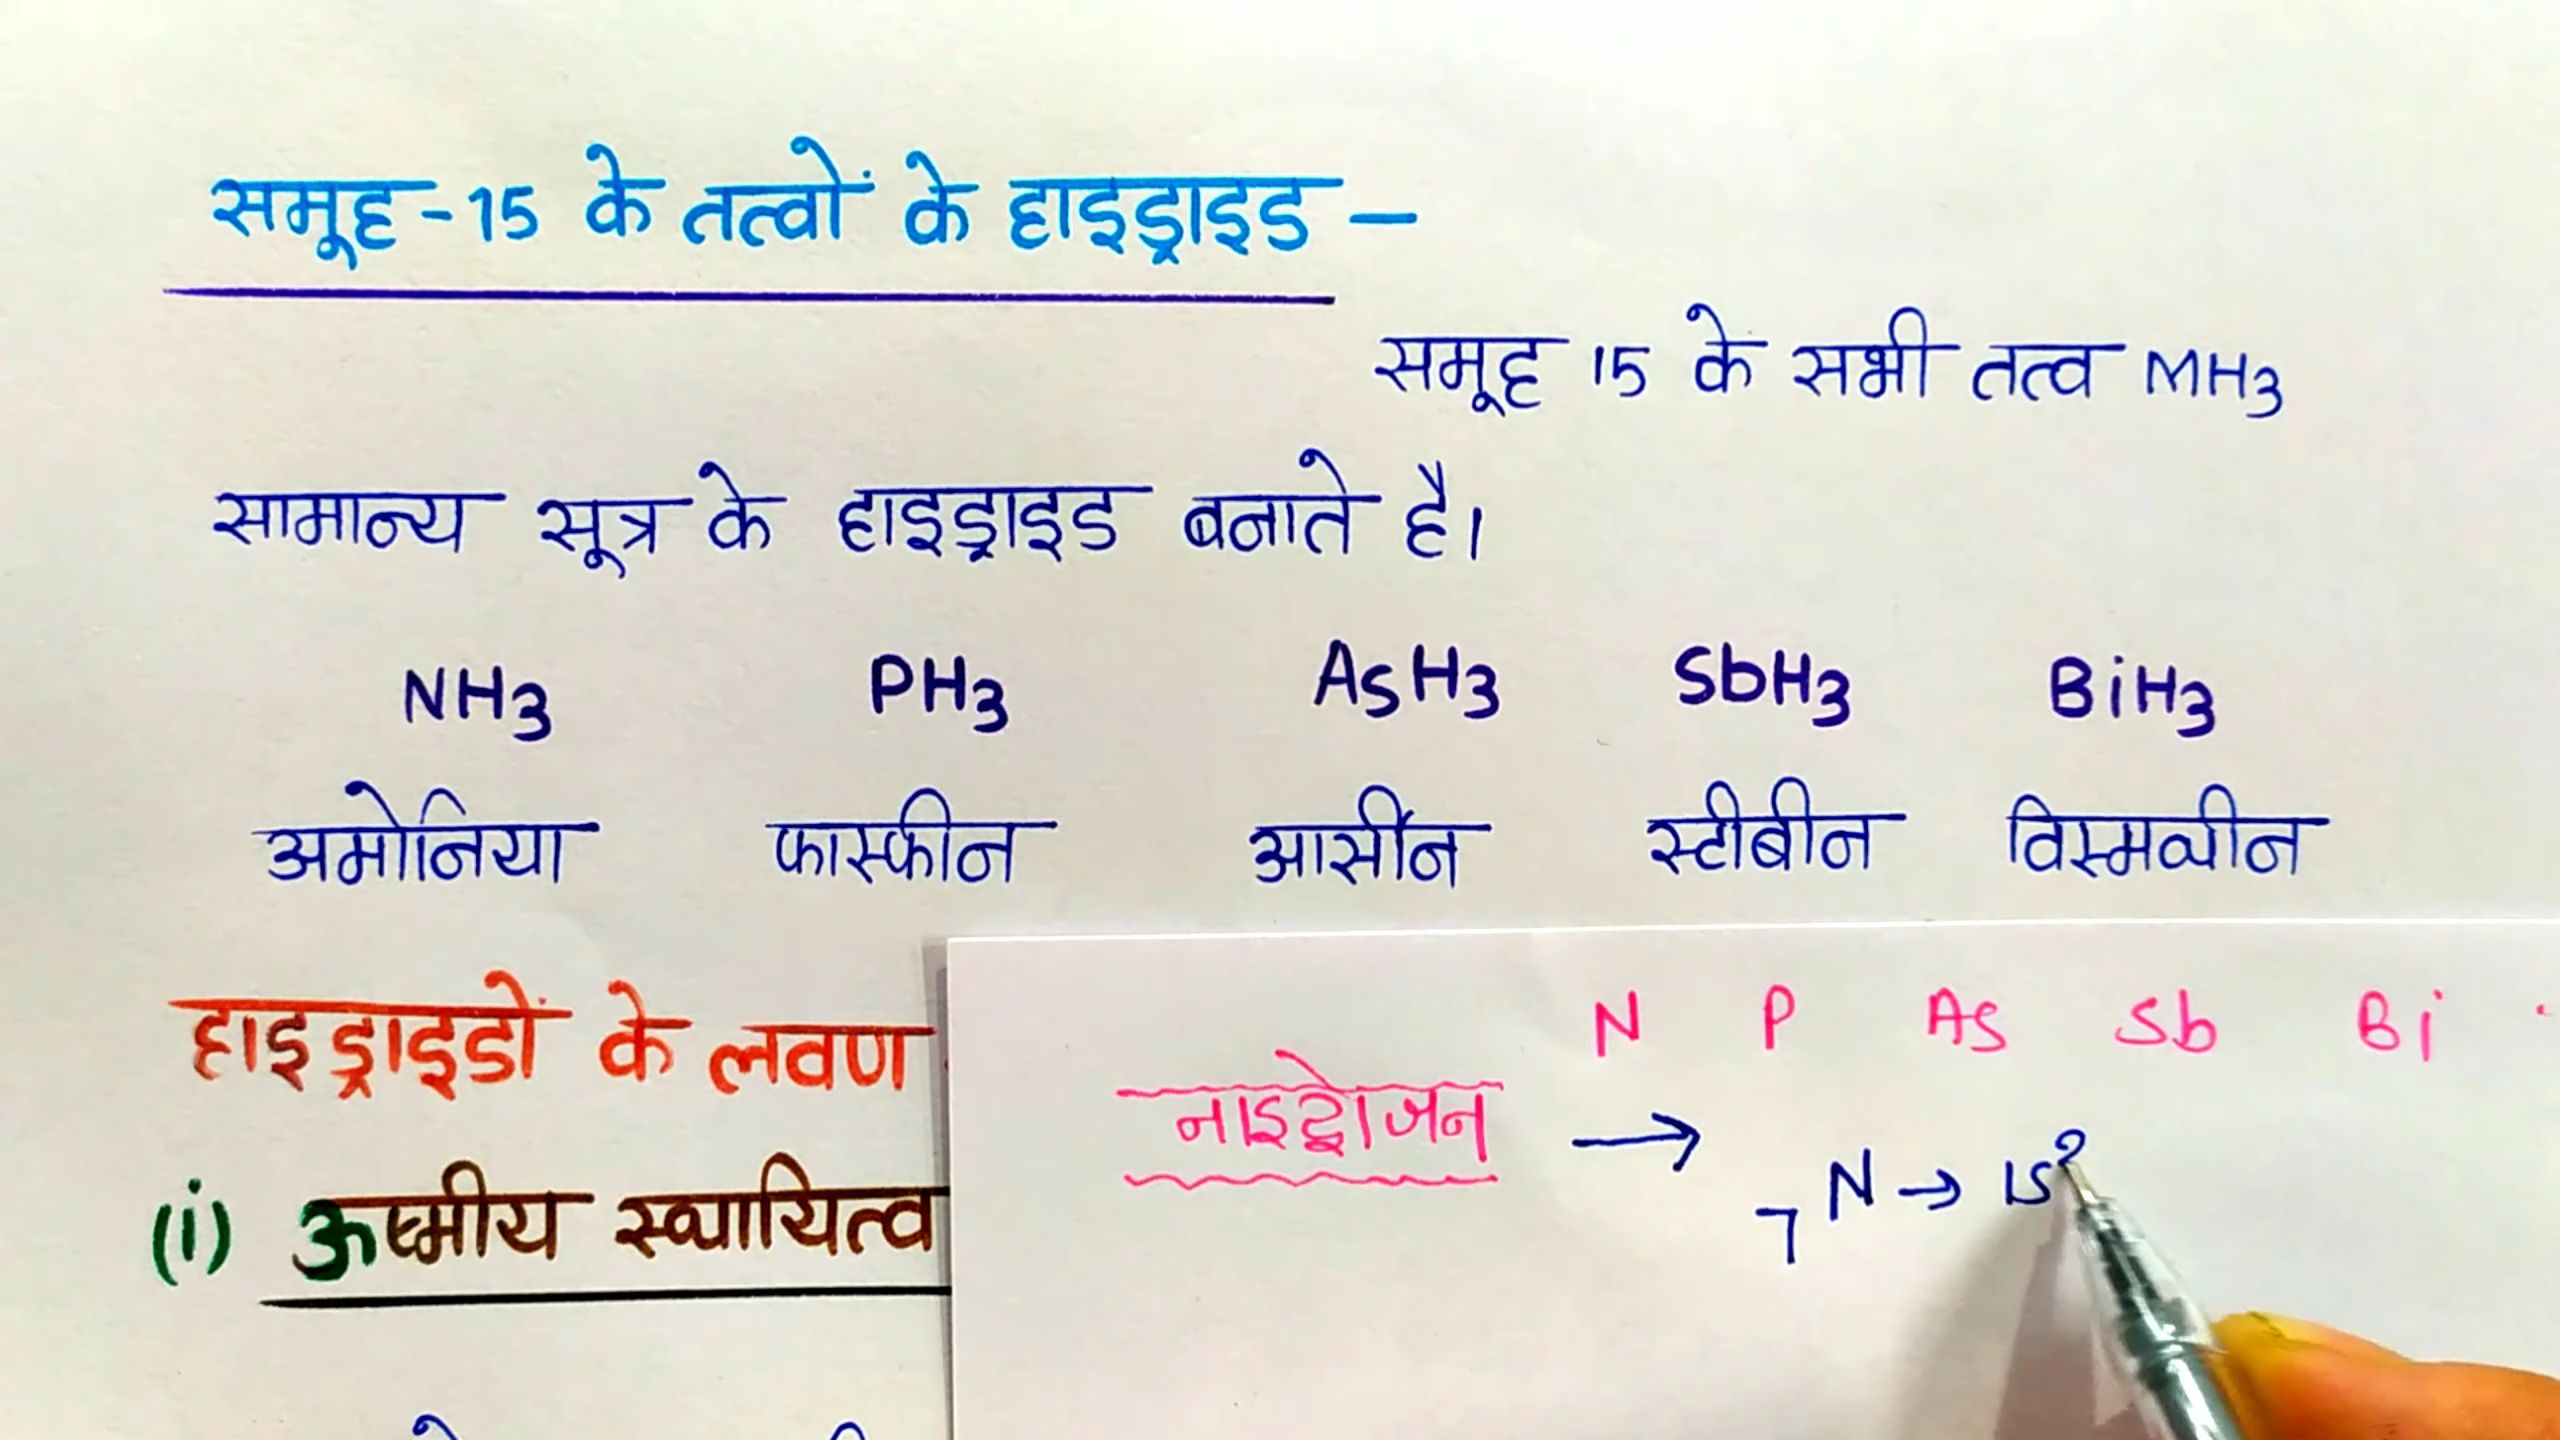 समूह-15 के तत्वों के हाइड्राइड —
समूह 15 के सभी तत्व MH3
सामान्य सूत्र के हाइड्राइड बनाते है।
NH3 PH3 AsH3 SbH3 BiH3
अमोनिया फास्फीन आर्सीन स्टीबीन विस्मथीन
हाइड्राइडों के लवण
(i) ऊष्मीय स्थायित्व
N P As Sb Bi
नाइट्रोजन →
7N → 1S2